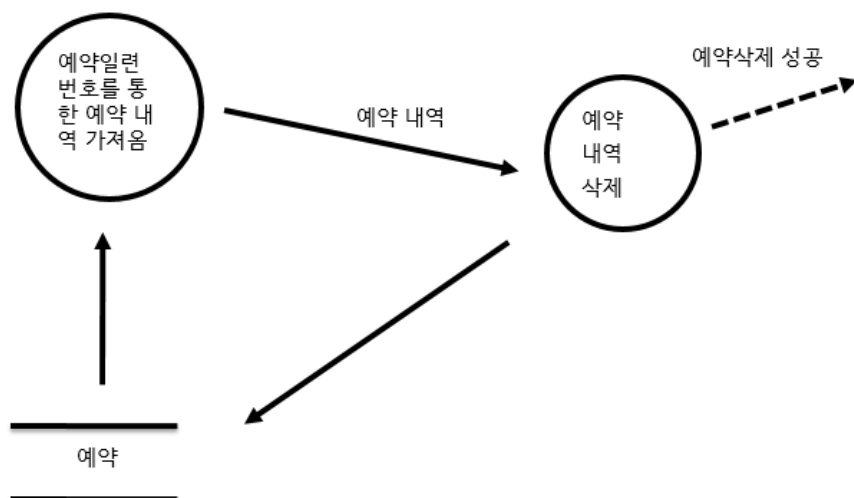 예약일련
번호를 통
한 예약 내
역 가져옴
예약 내역
예약
내역
삭제
예약삭제 성공
예약